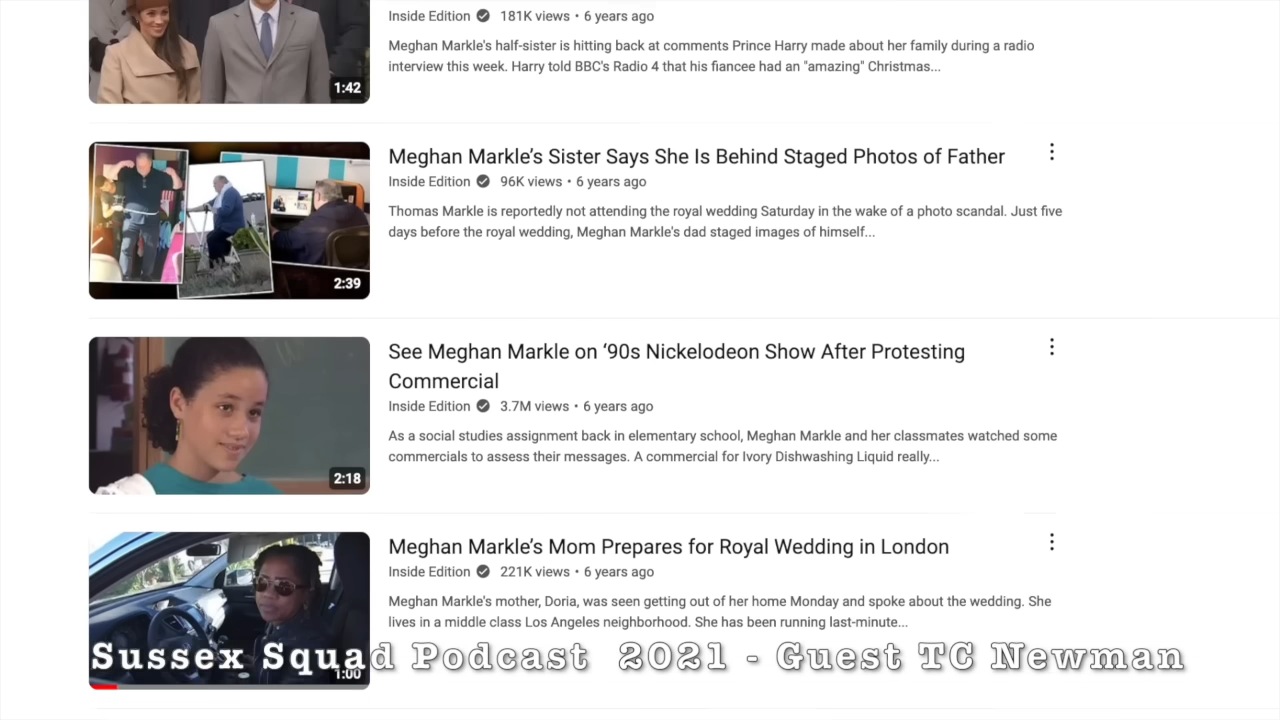 Inside Edition 181K views • 6 years ago
Meghan Markle's half-sister is hitting back at comments Prince Harry made about her family during a radio
interview this week. Harry told BBC's Radio 4 that his fiancee had an "amazing" Christmas...
1:42
Meghan Markle’s Sister Says She Is Behind Staged Photos of Father
Inside Edition 96K views • 6 years ago
Thomas Markle is reportedly not attending the royal wedding Saturday in the wake of a photo scandal. Just five
days before the royal wedding, Meghan Markle's dad staged images of himself...
2:39
See Meghan Markle on ‘90s Nickelodeon Show After Protesting
Commercial
Inside Edition 3.7M views • 6 years ago
As a social studies assignment back in elementary school, Meghan Markle and her classmates watched some
commercials to assess their messages. A commercial for Ivory Dishwashing Liquid really...
2:18
Meghan Markle’s Mom Prepares for Royal Wedding in London
Inside Edition 221K views • 6 years ago
Meghan Markle's mother, Doria, was seen getting out of her home Monday and spoke about the wedding. She
lives in a middle class Los Angeles neighborhood. She has been running last-minute...
Sussex Squad Podcast 2021 - Guest TC Newman
1:00